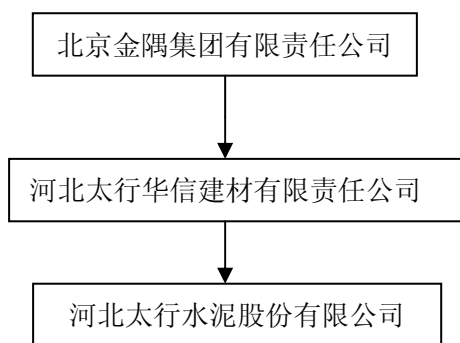 北京金隅集团有限责任公司
河北太行华信建材有限责任公司
河北太行水泥股份有限公司